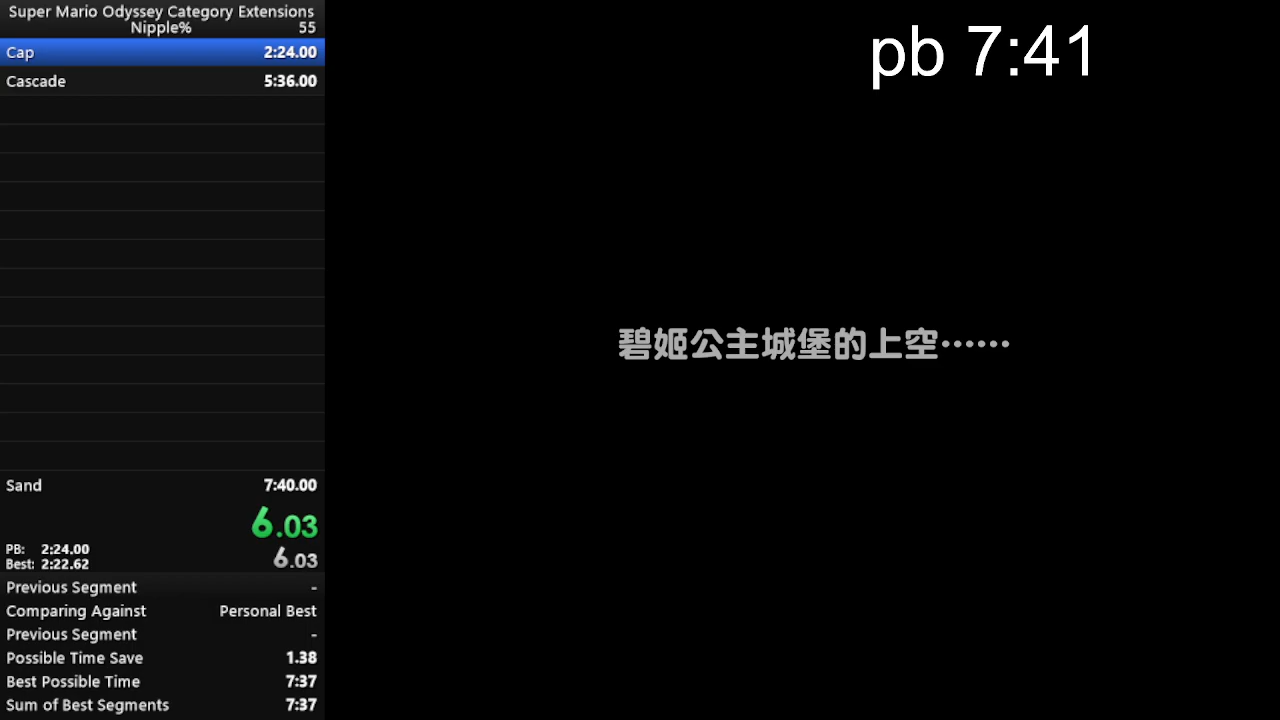 Super Mario Odyssey Category Extensions
Nipple% 55
Cap 2:24.00
Cascade 5:36.00
Sand 7:40.00
6.03
PB: 2:24.00
Best: 2:22.62
6.03
Previous Segment -
Comparing Against Personal Best
Previous Segment -
Possible Time Save 1.38
Best Possible Time 7:37
Sum of Best Segments 7:37
pb 7:41
碧姬公主城堡的上空……